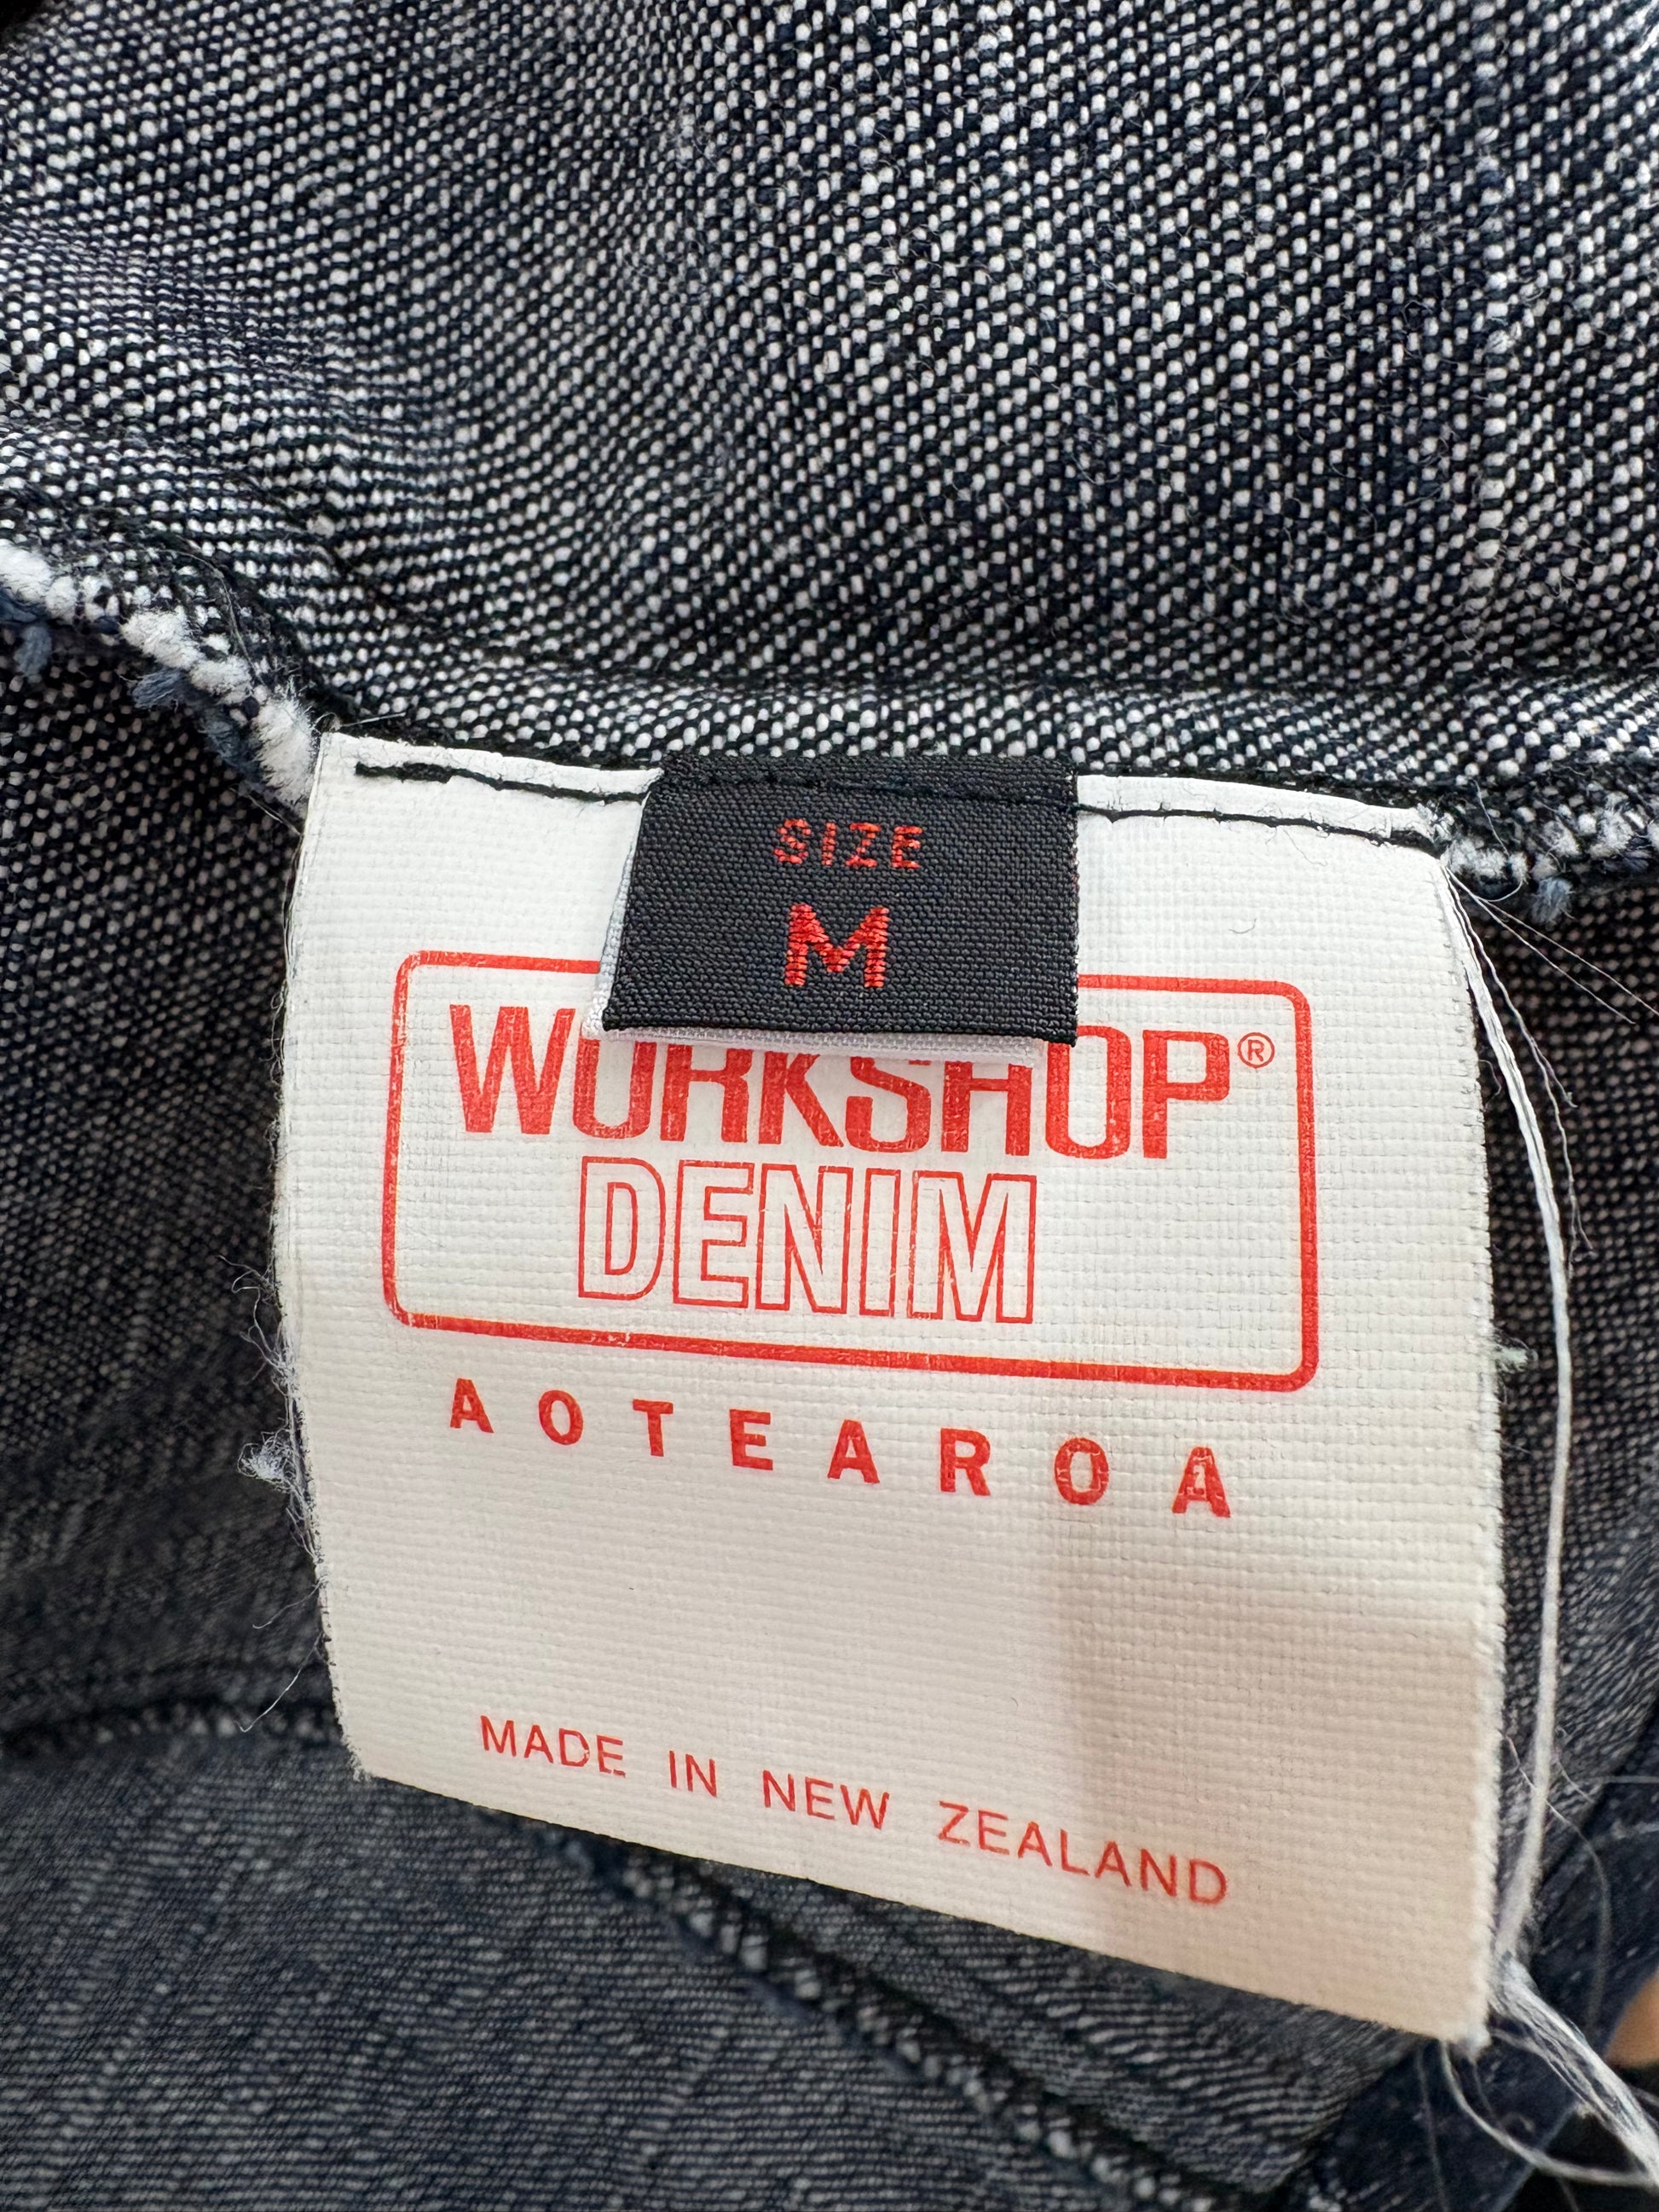 SIZE
M
WORKSHOP®
DENIM
AOTEAROA
MADE IN NEW ZEALAND